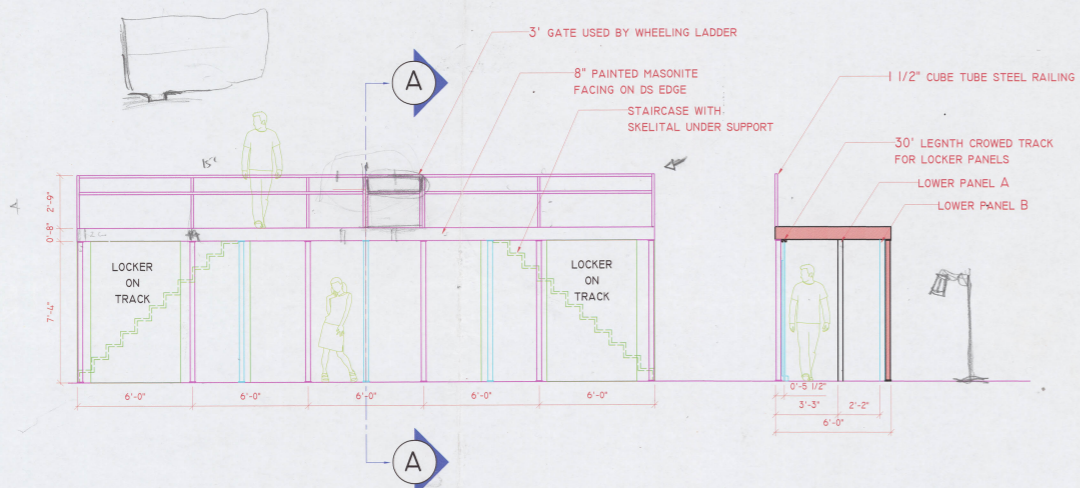 3' GATE USED BY WHEELING LADDER
A
8" PAINTED MASONITE
FACING ON DS EDGE
STAIRCASE WITH
SKELITAL UNDER SUPPORT
1 1/2" CUBE TUBE STEEL RAILING
30' LEGNTH CROWED TRACK
FOR LOCKER PANELS
LOWER PANEL A
LOWER PANEL B
2'-9"
0'-8"
7'-4"
LOCKER
ON
TRACK
LOCKER
ON
TRACK
6'-0"
6'-0"
6'-0"
6'-0"
6'-0"
0'-5 1/2"
3'-3"
2'-2"
6'-0"
A